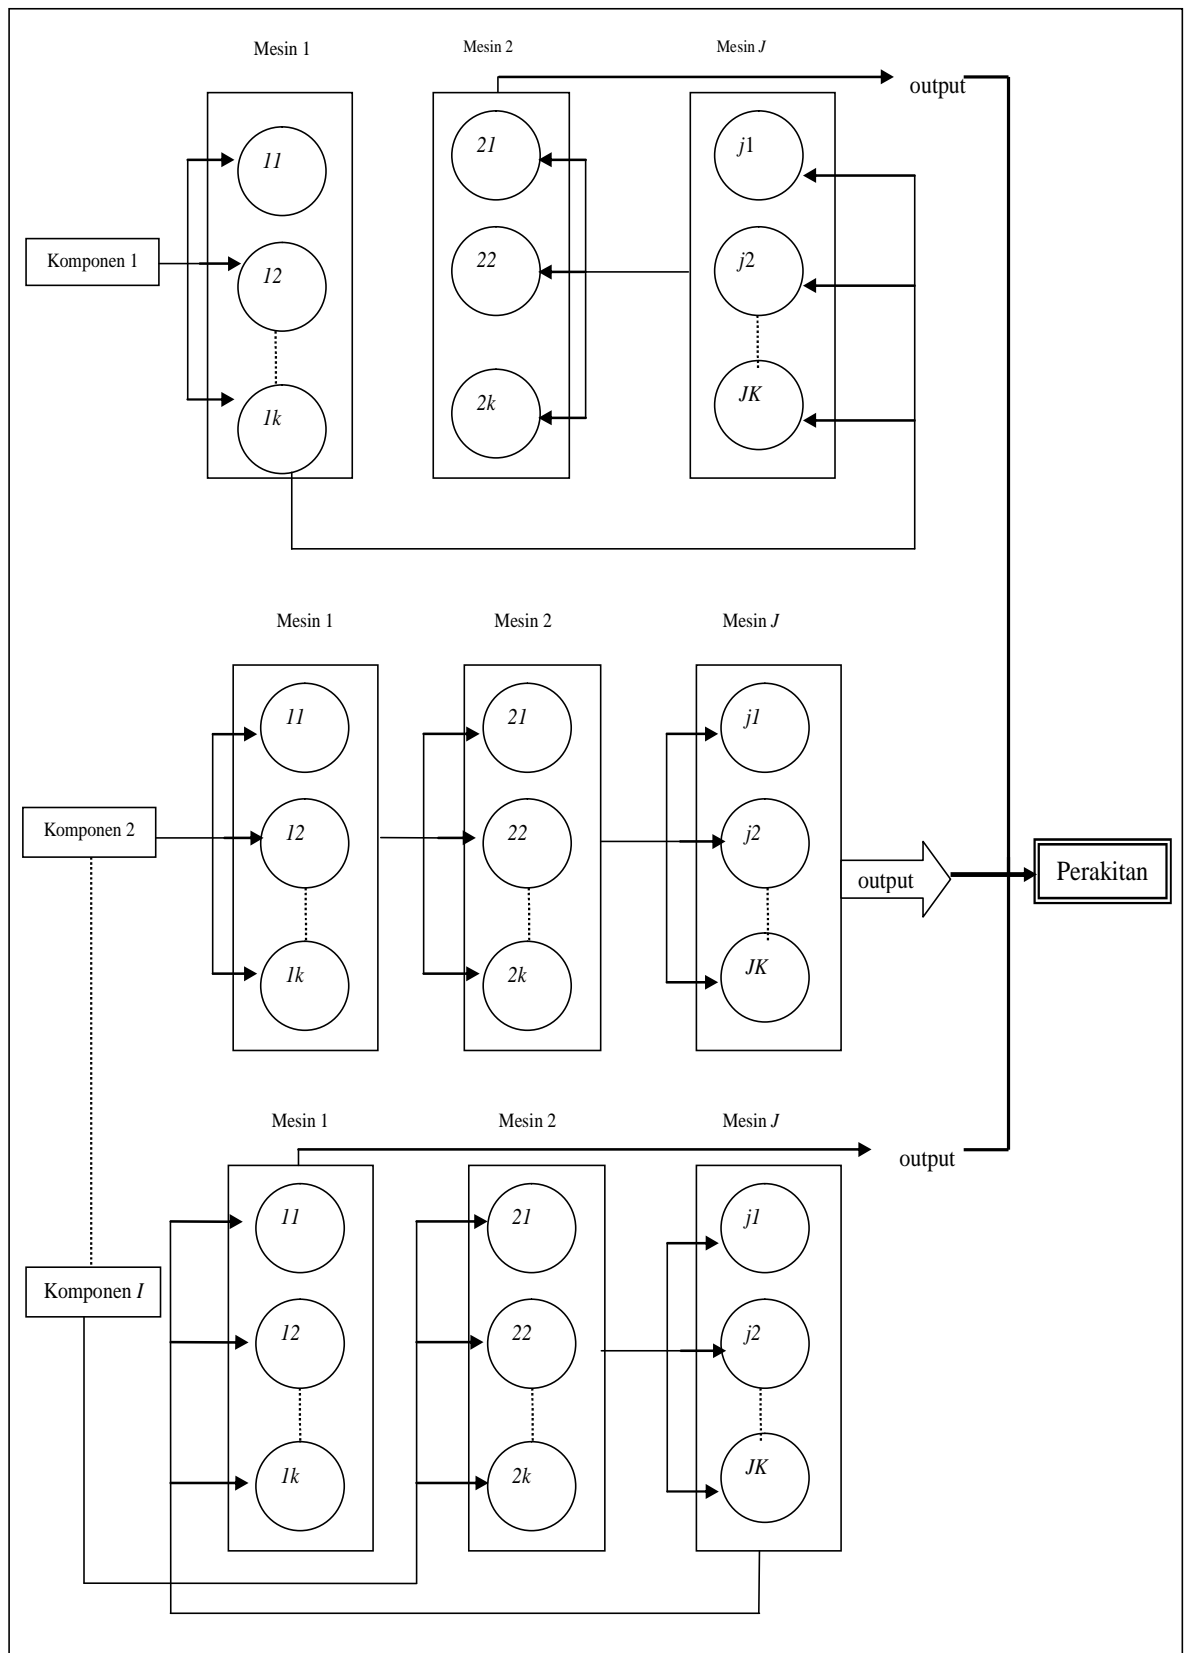 Mesin 1
Mesin 2
Mesin J
output
11
21
j1
Komponen 1
12
22
j2
1k
2k
JK
Mesin 1
Mesin 2
Mesin J
11
21
j1
Komponen 2
12
22
j2
output
Perakitan
1k
2k
JK
Mesin 1
Mesin 2
Mesin J
output
11
21
j1
Komponen I
12
22
j2
1k
2k
JK